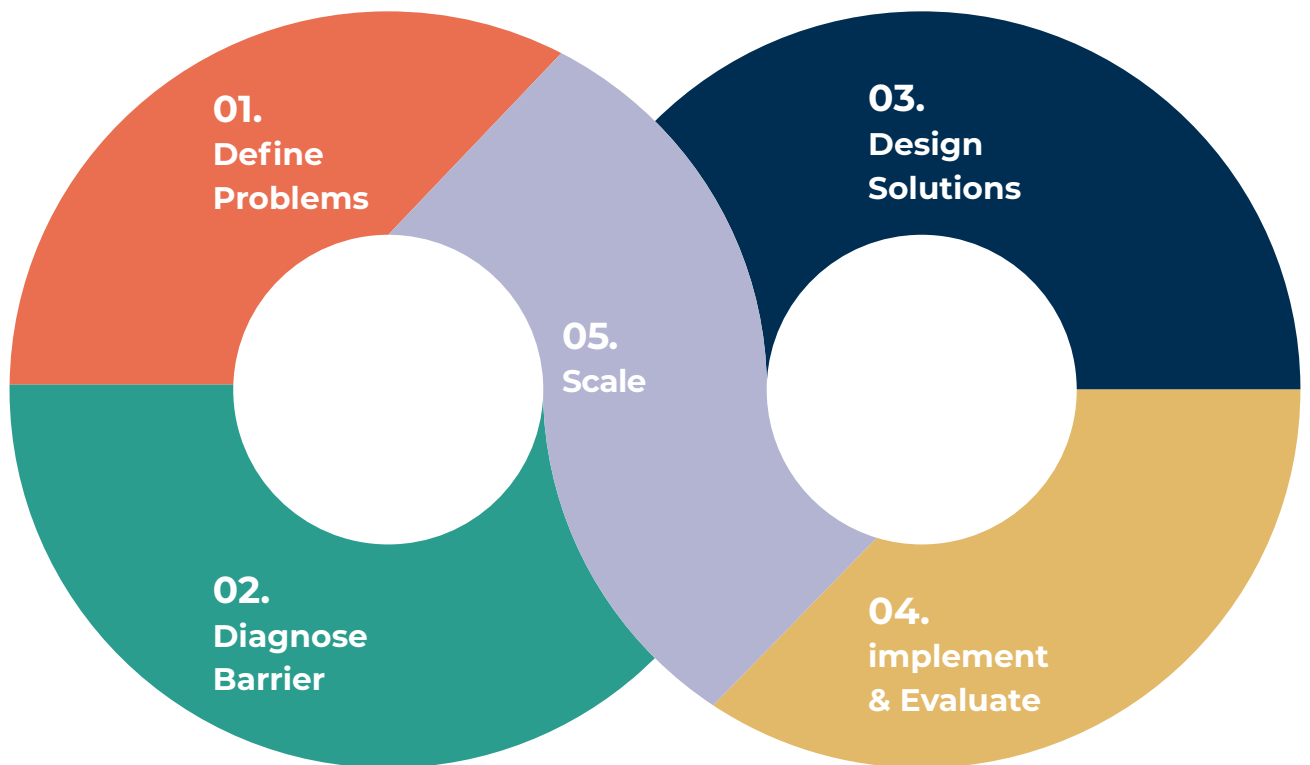 01.
Define
Problems
02.
Diagnose
Barrier
03.
Design
Solutions
04.
implement
& Evaluate
05.
Scale